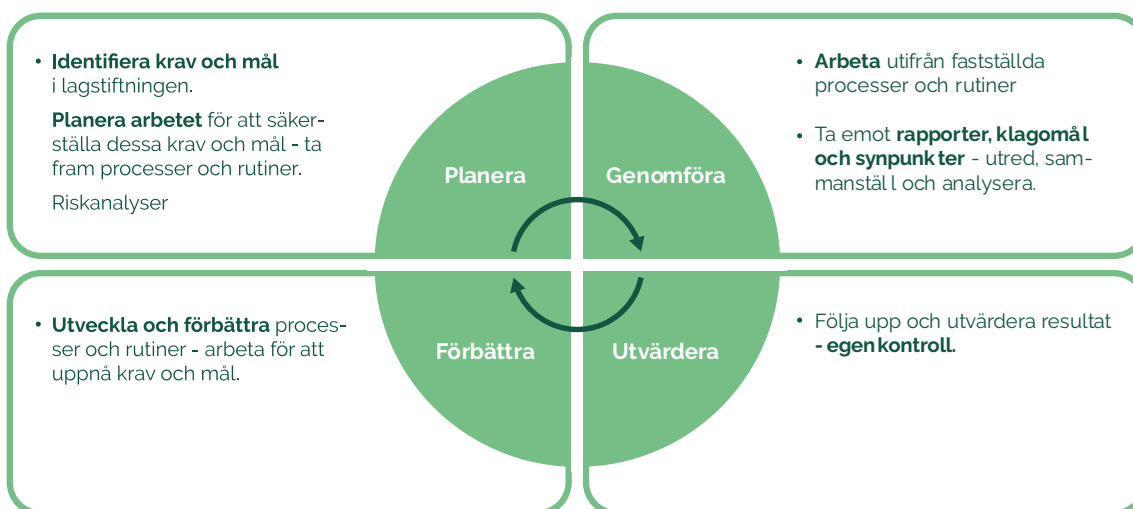 • Identifiera krav och mål
i lagstiftningen.
Planera arbetet för att säker-
ställa dessa krav och mål - ta
fram processer och rutiner.
Riskanalyser
• Arbeta utifrån fastställda
processer och rutiner
• Ta emot rapporter, klagomål
och synpunkter - utred, sam-
manställ och analysera.
Planera
Genomföra
Förbättra
Utvärdera
• Utveckla och förbättra proces-
ser och rutiner - arbeta för att
uppnå krav och mål.
• Följa upp och utvärdera resultat
- egenkontroll.